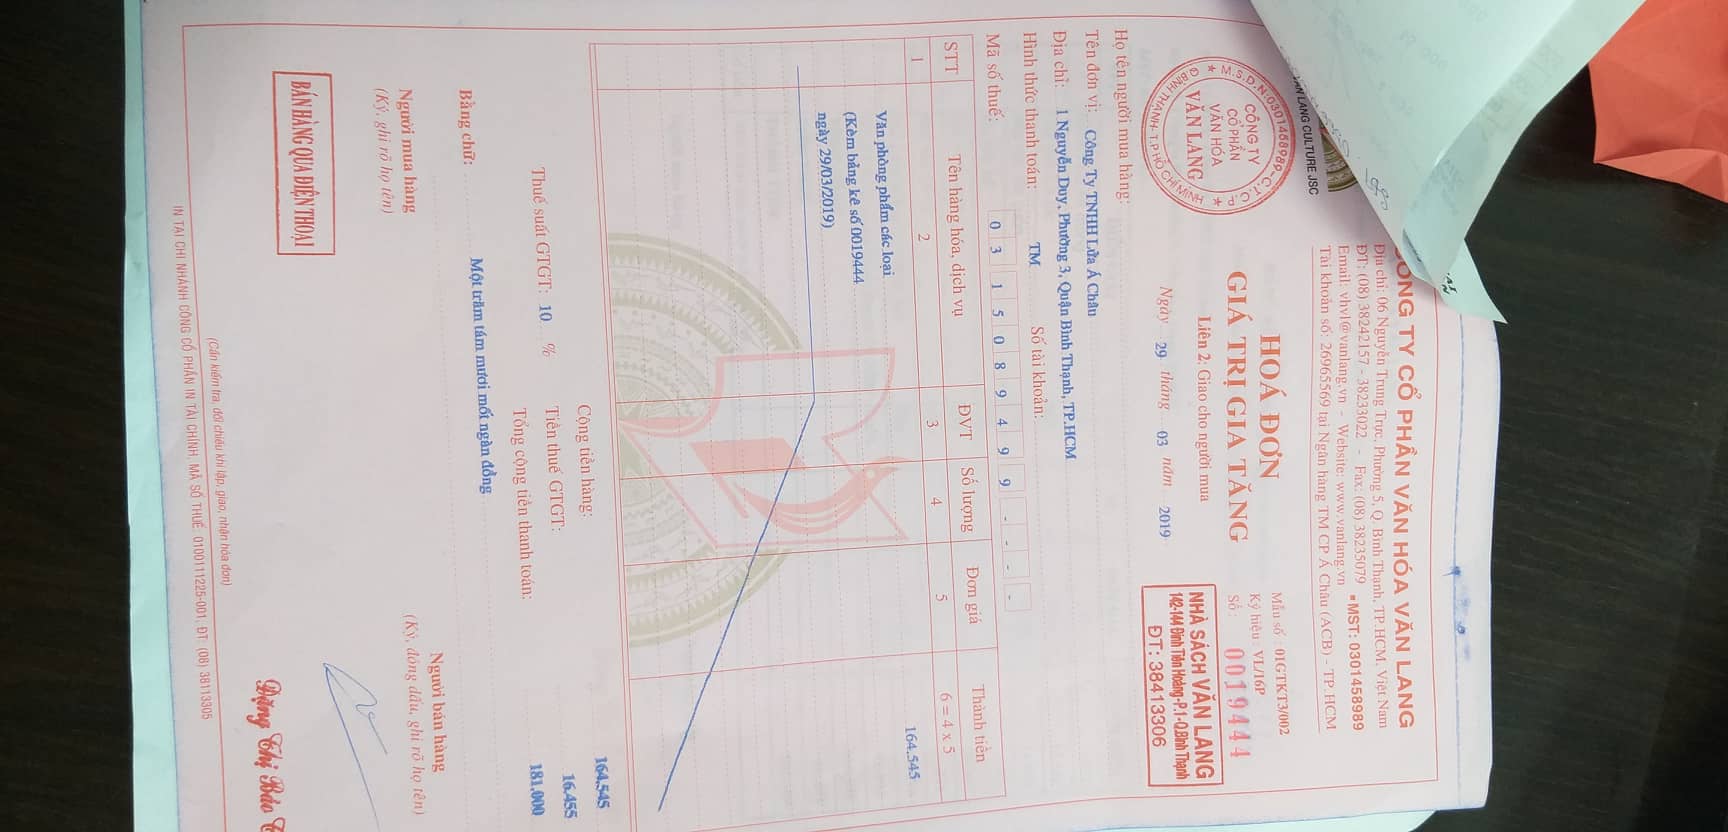 VĂN LANG CULTURE JSC
CÔNG TY CỔ PHẦN VĂN HÓA VĂN LANG
Địa chỉ: 06 Nguyễn Trung Trực, Phường 5, Q. Bình Thạnh, TP.HCM, Việt Nam
ĐT: (08) 38242157 - 38233022 - Fax: (08) 38235079 ■MST: 0301458989
Email: vhvl@vanlang.vn - Website: www.vanlang.vn
Tài khoản số: 26965569 tại Ngân hàng TM CP Á Châu (ACB) - TP.HCM
M.S.D.N:0301458989-C.T.C.P
CÔNG TY
CỔ PHẦN
VĂN HÓA
VĂN LANG
Q BÌNH THẠNH-T.P HỒ CHÍ MINH
HOÁ ĐƠN
GIÁ TRỊ GIA TĂNG
Liên 2: Giao cho người mua
Ngày 29 tháng 03 năm 2019
Mẫu số : 01GTKT3/002
Ký hiệu : VL/16P
Số : 0019444
NHÀ SÁCH VĂN LANG
142-144 Đinh Tiên Hoàng-P.1-Q.Bình Thạnh
ĐT: 38413306
Họ tên người mua hàng:
Tên đơn vị: Công Ty TNHH Lửa Á Châu
Địa chỉ: 1 Nguyễn Duy, Phường 3, Quận Bình Thạnh, TP.HCM
Hình thức thanh toán: TM Số tài khoản:
Mã số thuế: 0 3 1 5 0 8 9 4 9 9 - - - -
STT Tên hàng hóa, dịch vụ ĐVT Số lượng Đơn giá Thành tiền
1 2 3 4 5 6 = 4 x 5
Văn phòng phẩm các loại 164.545
(Kèm bảng kê số 0019444
ngày 29/03/2019)
Cộng tiền hàng: 164.545
Thuế suất GTGT: 10 % Tiền thuế GTGT: 16.455
Tổng cộng tiền thanh toán: 181.000
Bằng chữ: Một trăm tám mươi mốt ngàn đồng
Người mua hàng
(Ký, ghi rõ họ tên)
Người bán hàng
(Ký, đóng dấu, ghi rõ họ tên)
BÁN HÀNG QUA ĐIỆN THOẠI
Đặng Thị Bảo
(Cần kiểm tra, đối chiếu khi lập, giao, nhận hóa đơn)
IN TẠI CHI NHÁNH CÔNG CỔ PHẦN IN TÀI CHÍNH, MÃ SỐ THUẾ: 0100111225-001, ĐT: (08) 38113305